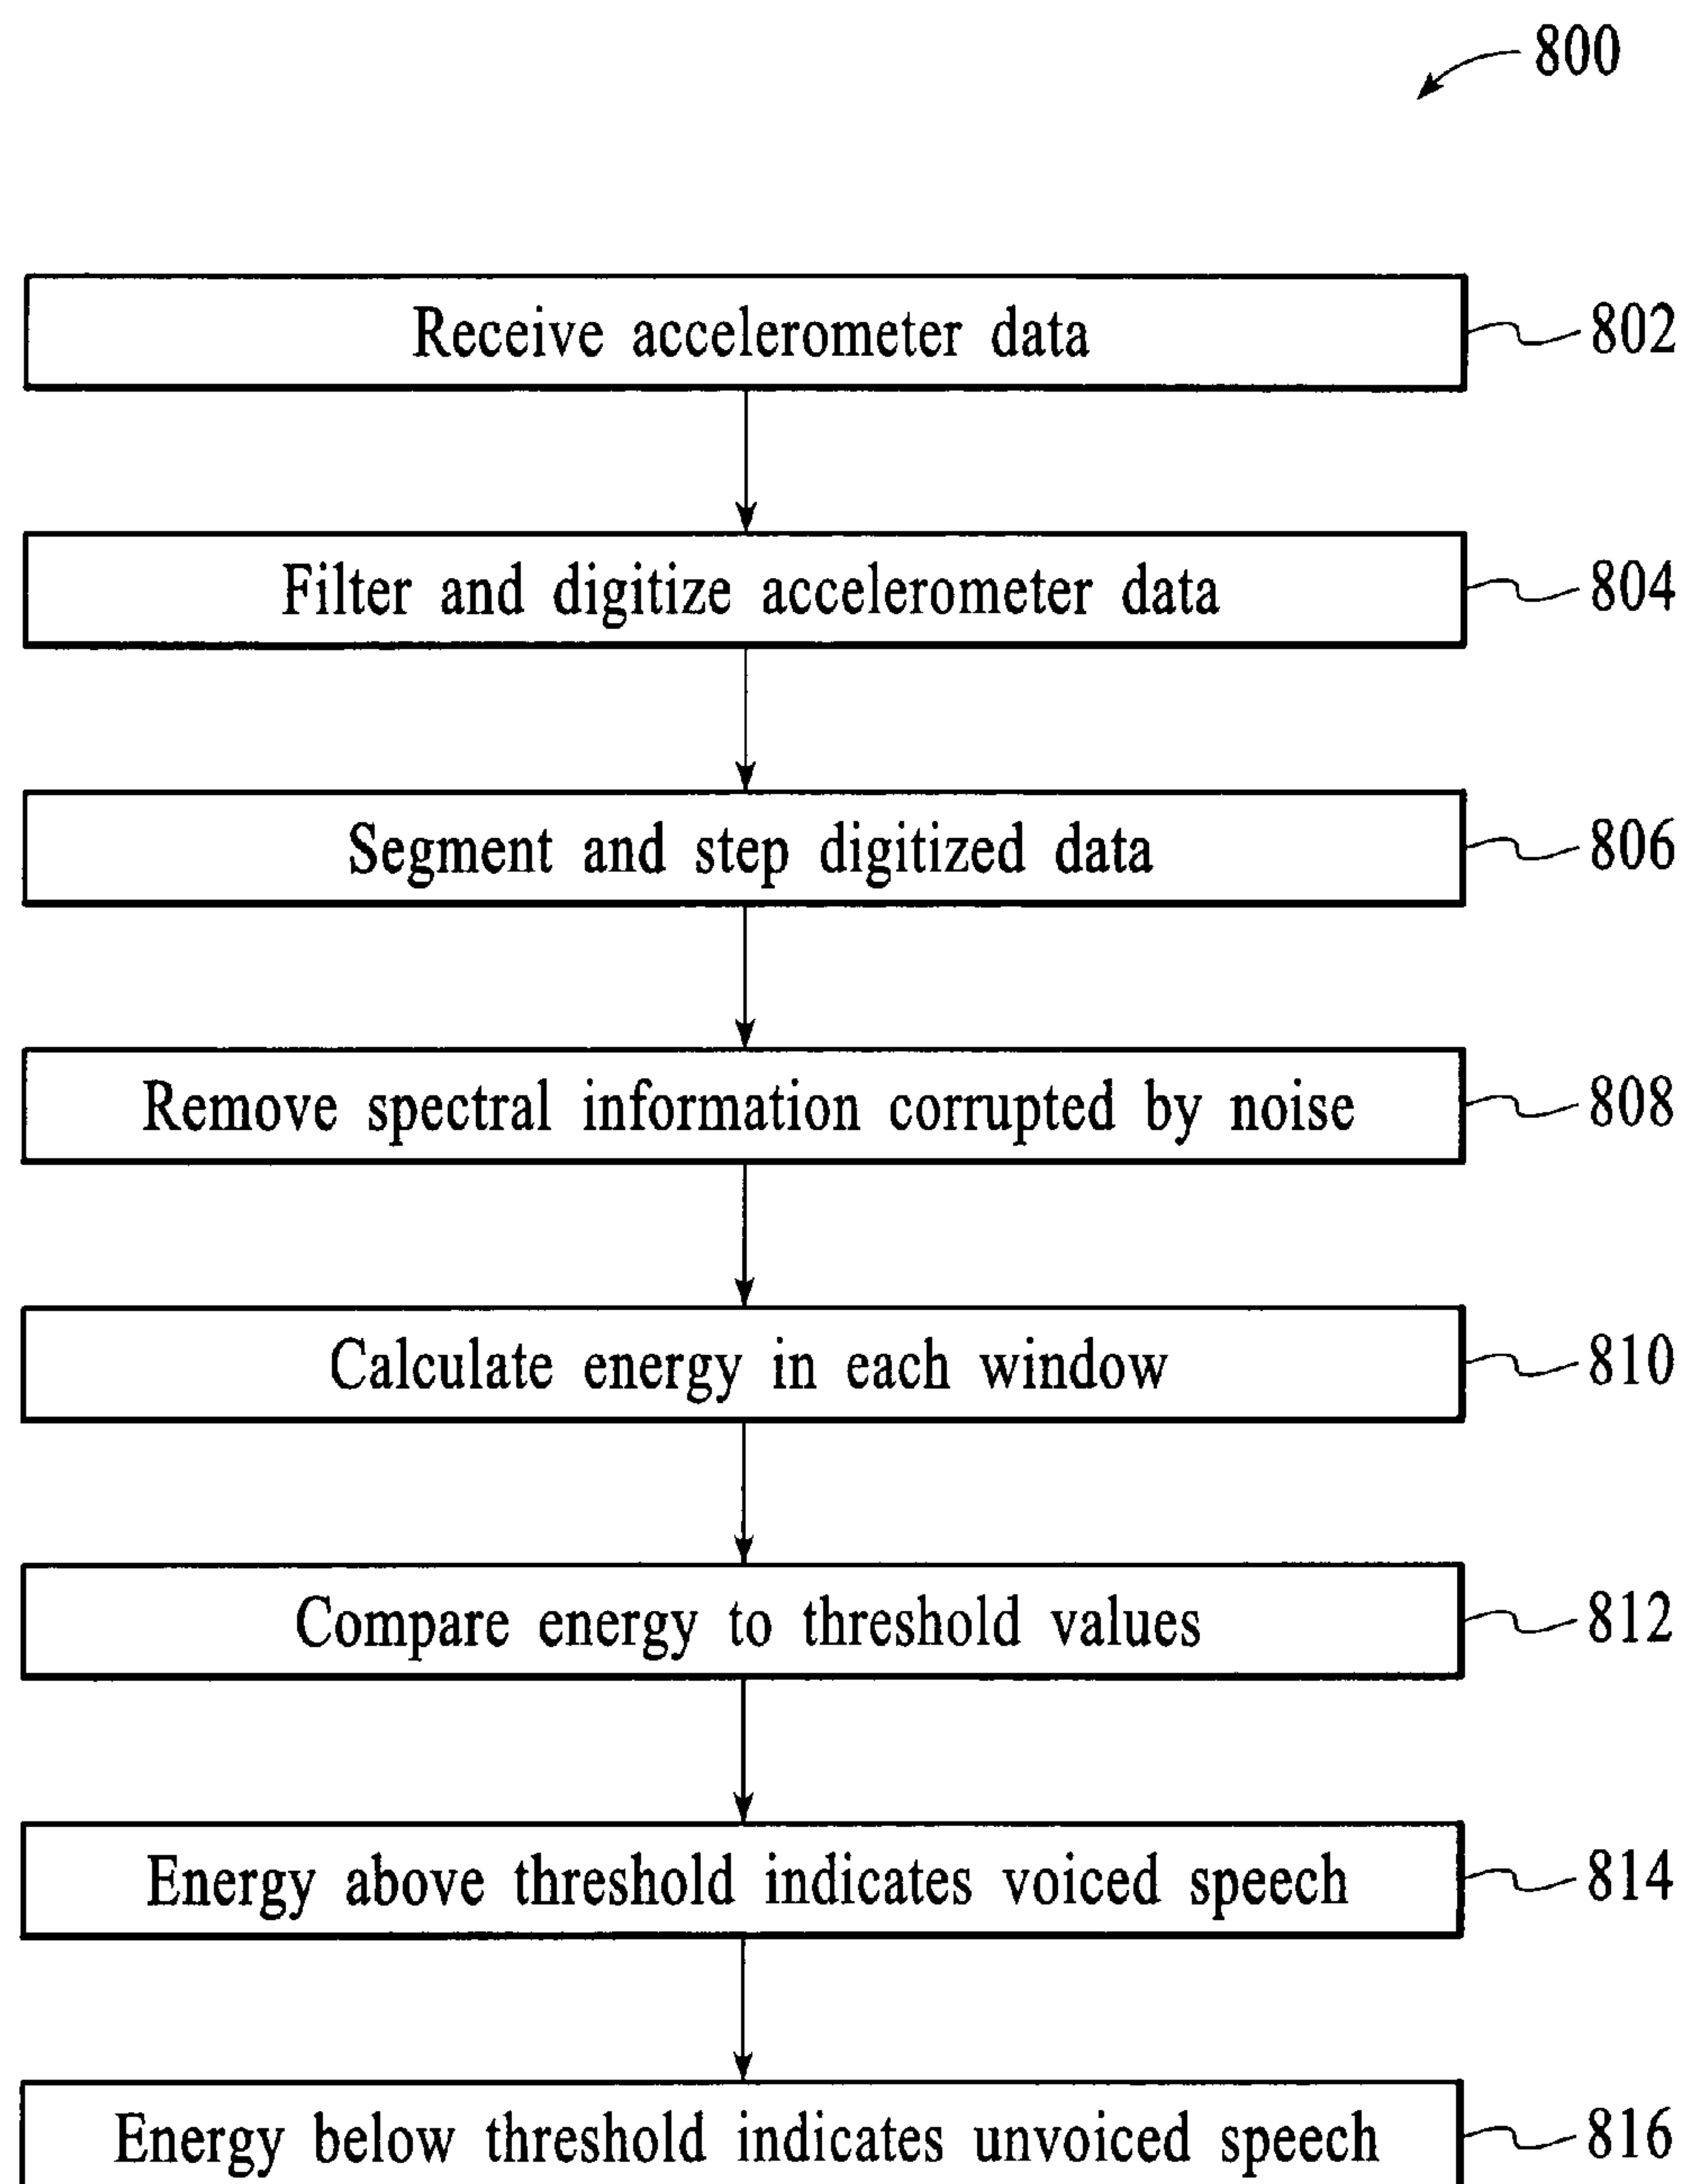 800
Receive accelerometer data 802
Filter and digitize accelerometer data 804
Segment and step digitized data 806
Remove spectral information corrupted by noise 808
Calculate energy in each window 810
Compare energy to threshold values 812
Energy above threshold indicates voiced speech 814
Energy below threshold indicates unvoiced speech 816